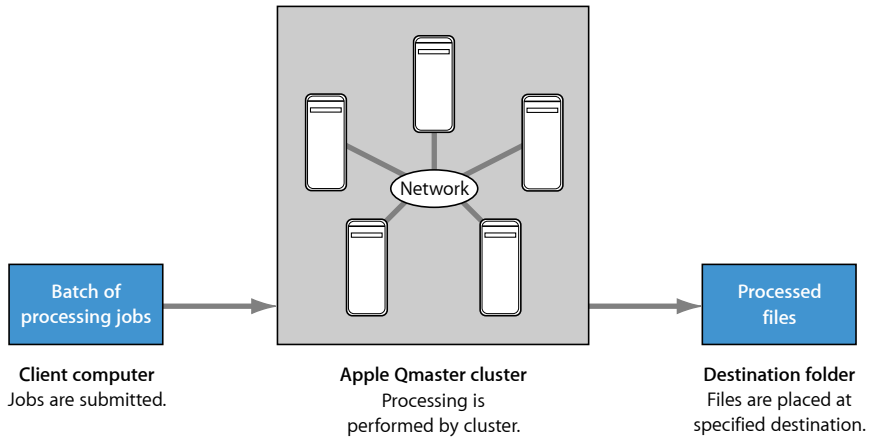 Network
Batch of
processing jobs
Processed
files
Client computer
Jobs are submitted.
Apple Qmaster cluster
Processing is
performed by cluster.
Destination folder
Files are placed at
specified destination.